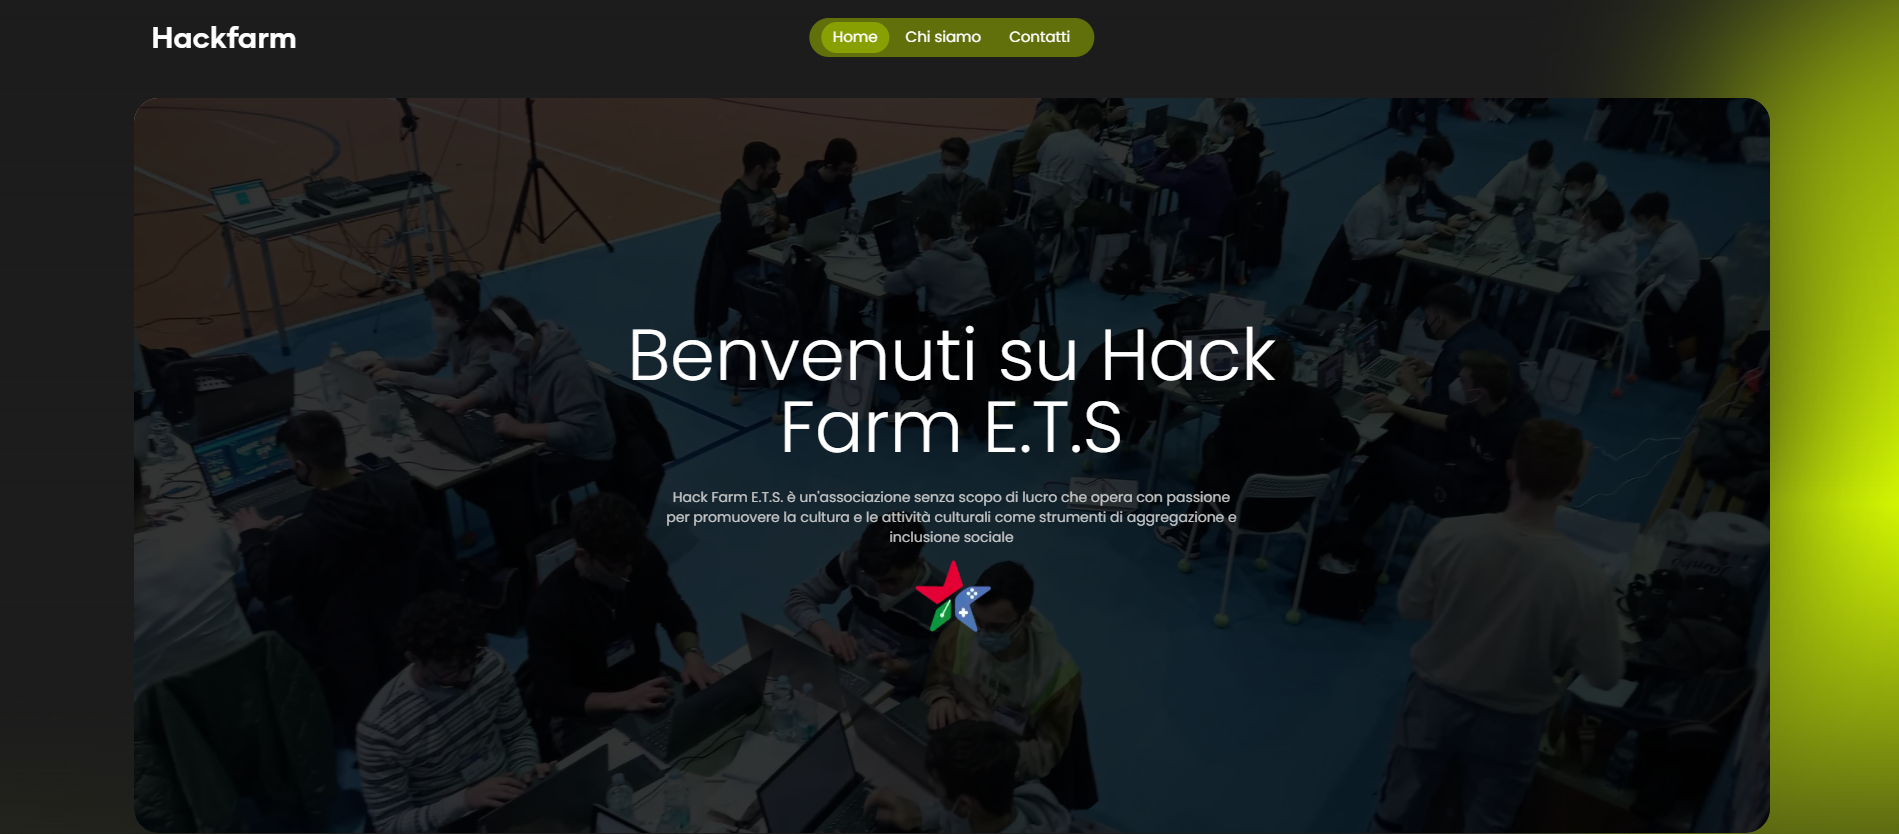 Hackfarm
Home
Chi siamo
Contatti
Benvenuti su Hack
Farm E.T.S
Hack Farm E.T.S. è un'associazione senza scopo di lucro che opera con passione
per promuovere la cultura e le attività culturali come strumenti di aggregazione e
inclusione sociale